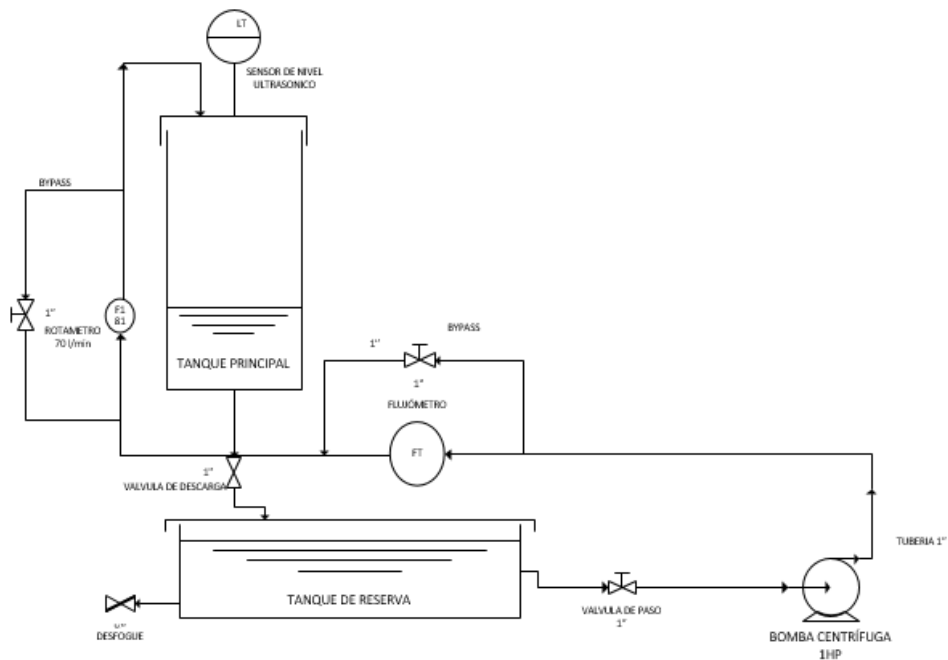 LT
SENSOR DE NIVEL
ULTRASONICO
BYPASS
1"
ROTAMETRO
70 l/min
F1
81
TANQUE PRINCIPAL
BYPASS
1"
1"
FLUJÓMETRO
FT
1"
VALVULA DE DESCARGA
TUBERIA 1"
TANQUE DE RESERVA
VALVULA DE PASO
1"
DESFOGUE
BOMBA CENTRÍFUGA
1HP